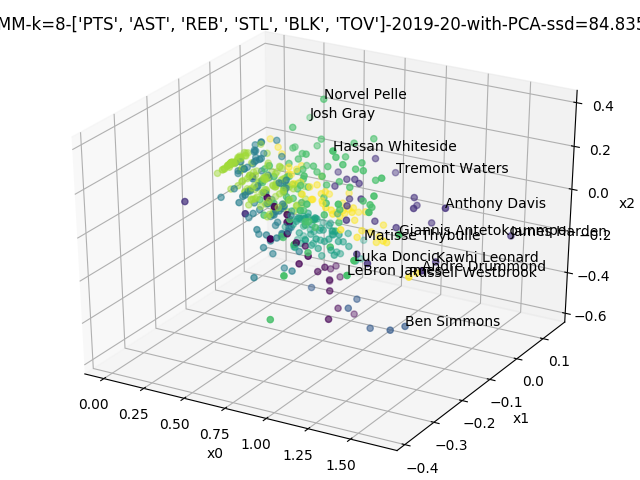 MM-k=8-['PTS', 'AST', 'REB', 'STL', 'BLK', 'TOV']-2019-20-with-PCA-ssd=84.835
Norvel Pelle
Josh Gray
Hassan Whiteside
Tremont Waters
Anthony Davis
Giannis Antetokounmpo
James Harden
Matisse Thybulle
Luka Doncic
Kawhi Leonard
LeBron James
Andre Drummond
Russell Westbrook
Ben Simmons
0.4
0.2
0.0
−0.2
−0.4
−0.6
x2
0.1
0.0
−0.1
−0.2
−0.3
−0.4
x1
0.00
0.25
0.50
0.75
1.00
1.25
1.50
x0